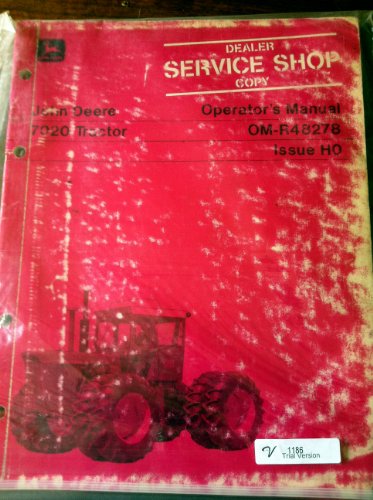 DEALER
SERVICE SHOP
COPY
John Deere
7020 Tractor
Operator's Manual
OM-R48278
Issue H0
V
-1186
Trial Version